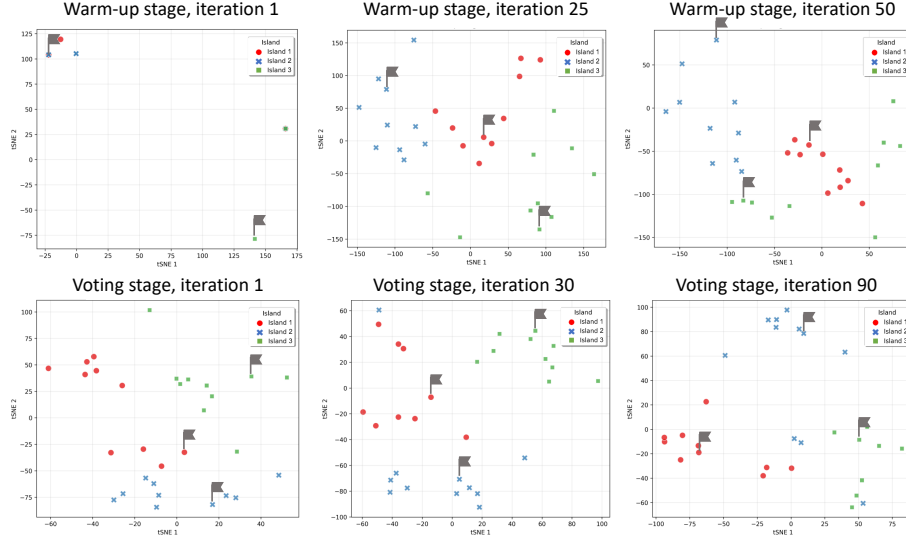 Warm-up stage, iteration 1
Warm-up stage, iteration 25
Warm-up stage, iteration 50
125
100
75
50
25
0
−25
−50
−75
tSNE 2
−25
0
25
50
75
100
125
150
175
tSNE 1
Island
Island 1
Island 2
Island 3
150
100
50
0
−50
−100
−150
tSNE 2
−150
−100
−50
0
50
100
150
tSNE 1
Island
Island 1
Island 2
Island 3
50
0
−50
−100
−150
tSNE 2
−150
−100
−50
0
50
tSNE 1
Island
Island 1
Island 2
Island 3
Voting stage, iteration 1
Voting stage, iteration 30
Voting stage, iteration 90
100
75
50
25
0
−25
−50
−75
tSNE 2
−60
−40
−20
0
20
40
tSNE 1
Island
Island 1
Island 2
Island 3
60
40
20
0
−20
−40
−60
−80
−100
tSNE 2
−60
−40
−20
0
20
40
60
80
100
tSNE 1
Island
Island 1
Island 2
Island 3
100
75
50
25
0
−25
−50
tSNE 2
−100
−75
−50
−25
0
25
50
75
tSNE 1
Island
Island 1
Island 2
Island 3